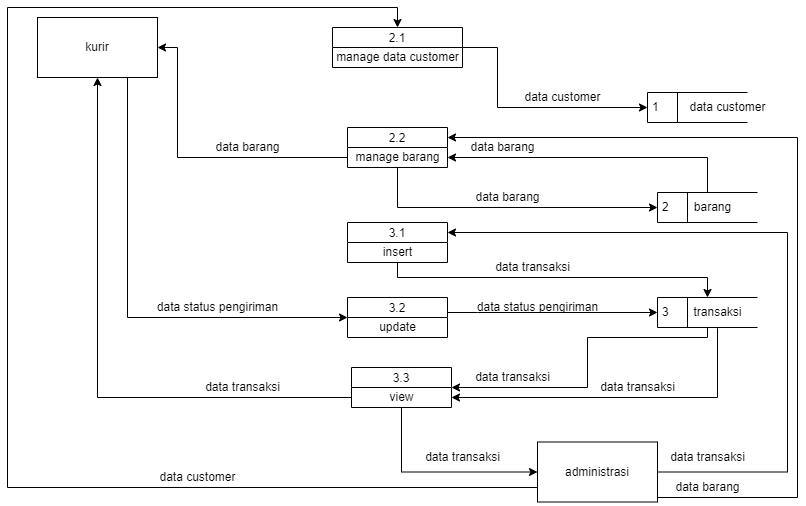 kurir
2.1
manage data customer
data customer
1
data customer
2.2
manage barang
data barang
data barang
data barang
2
barang
3.1
insert
data transaksi
data status pengiriman
3.2
update
data status pengiriman
3
transaksi
3.3
view
data transaksi
data transaksi
data transaksi
data transaksi
administrasi
data transaksi
data customer
data barang